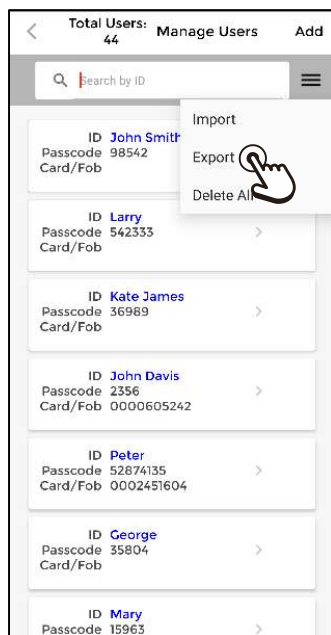 Total Users: 44
Manage Users
Add
Search by ID
Import
Export
Delete All
ID John Smith
Passcode 98542
Card/Fob
ID Larry
Passcode 542333
Card/Fob
ID Kate James
Passcode 36989
Card/Fob
ID John Davis
Passcode 2356
Card/Fob 0000605242
ID Peter
Passcode 52874135
Card/Fob 0002451604
ID George
Passcode 35804
Card/Fob
ID Mary
Passcode 15963